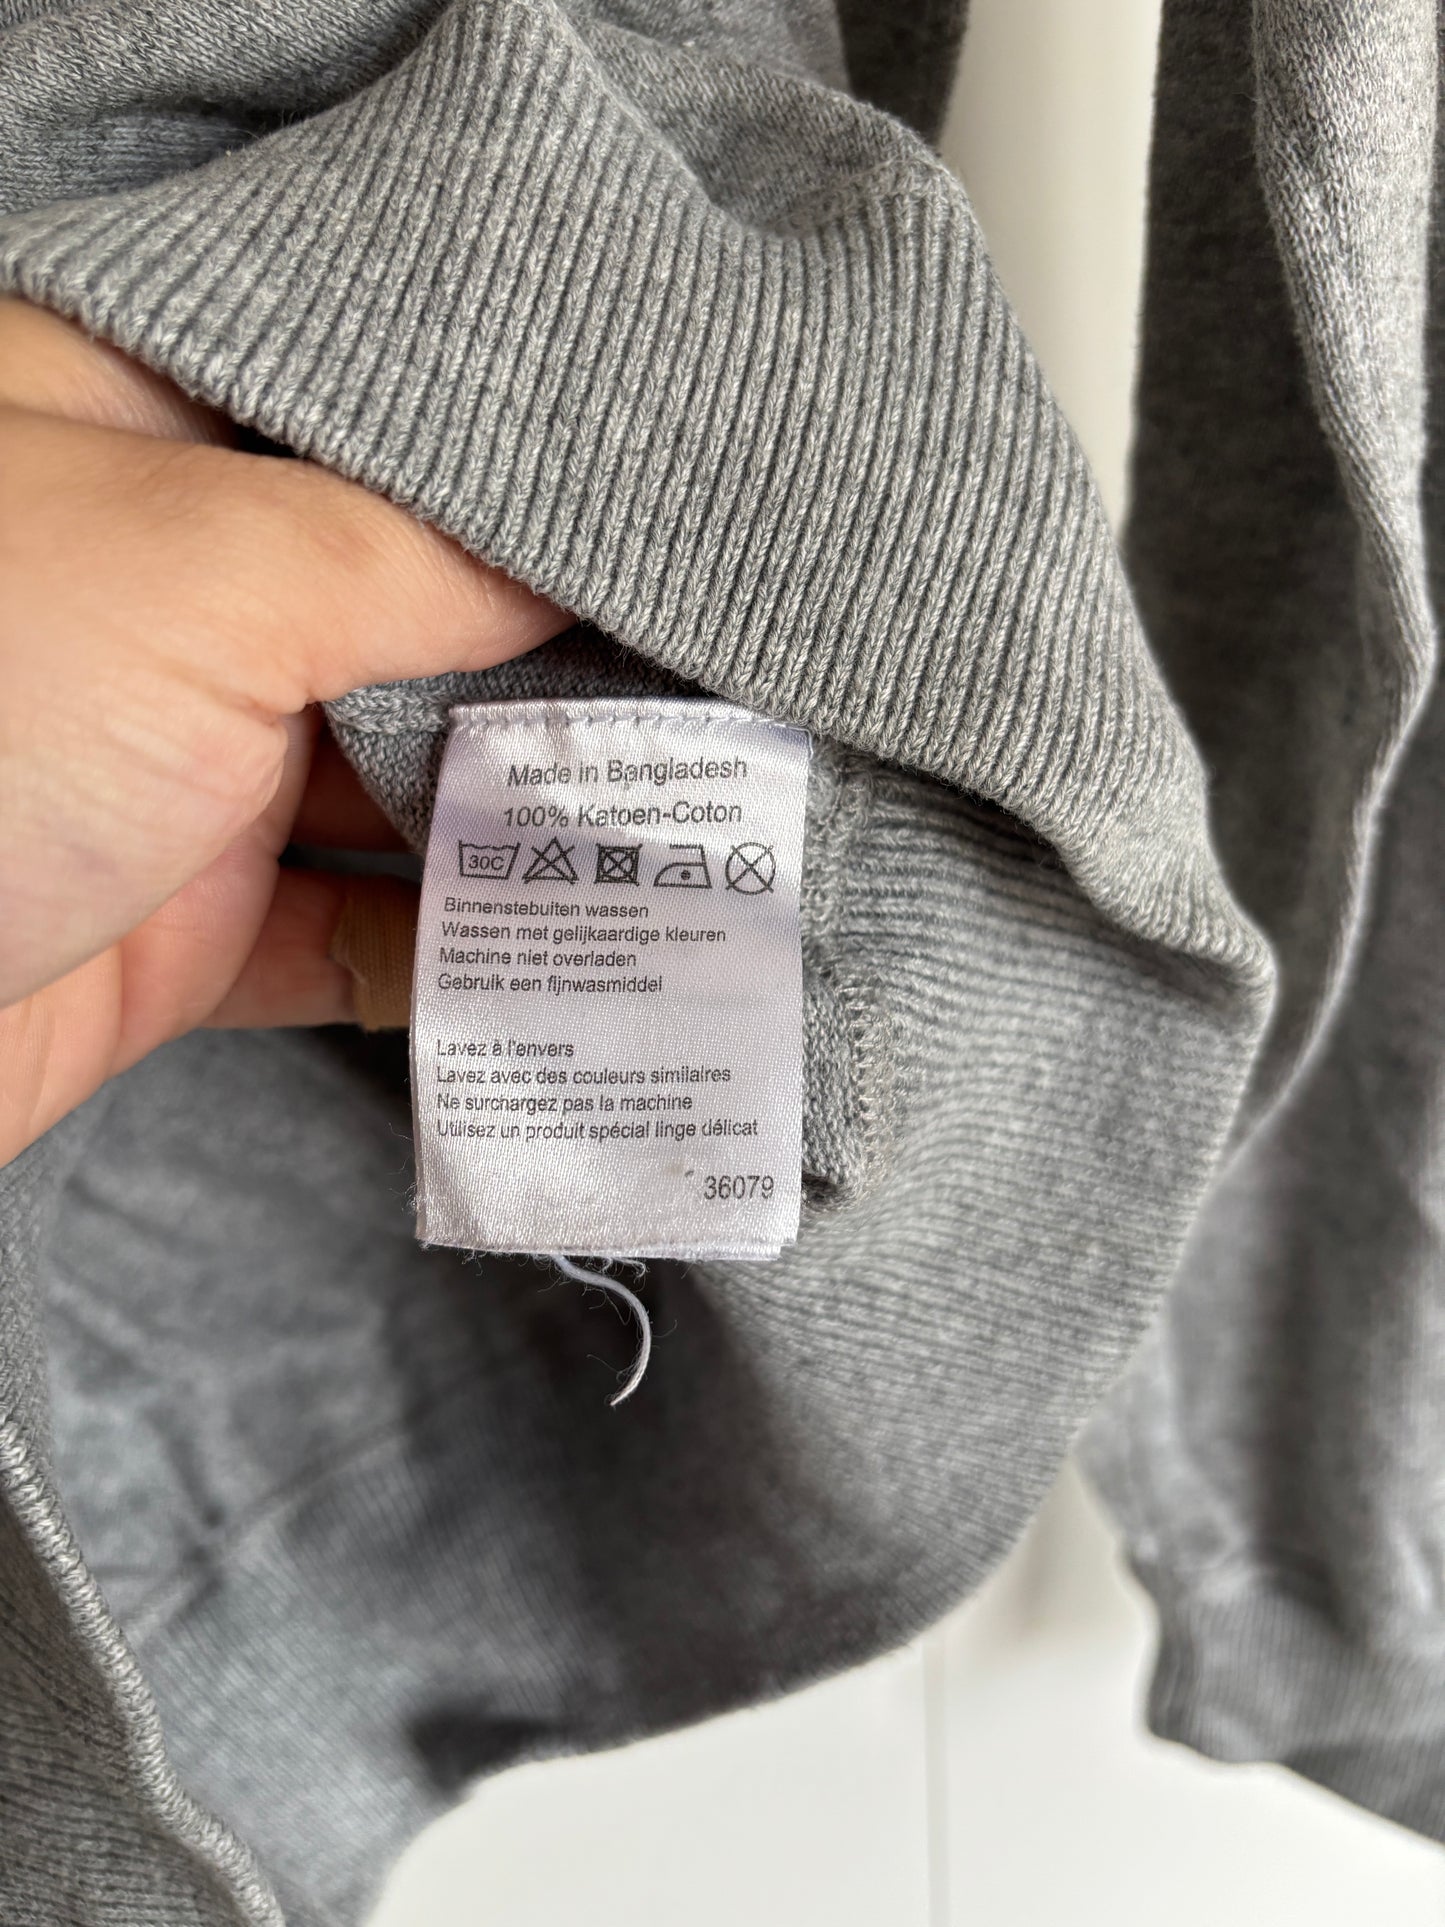 Made in Bangladesh
100% Katoen-Coton
30C
Binnenstebuiten wassen
Wassen met gelijkaardige kleuren
Machine niet overladen
Gebruik een fijnwasmiddel
Lavez à l'envers
Lavez avec des couleurs similaires
Ne surchargez pas la machine
Utilisez un produit spécial linge délicat
36079